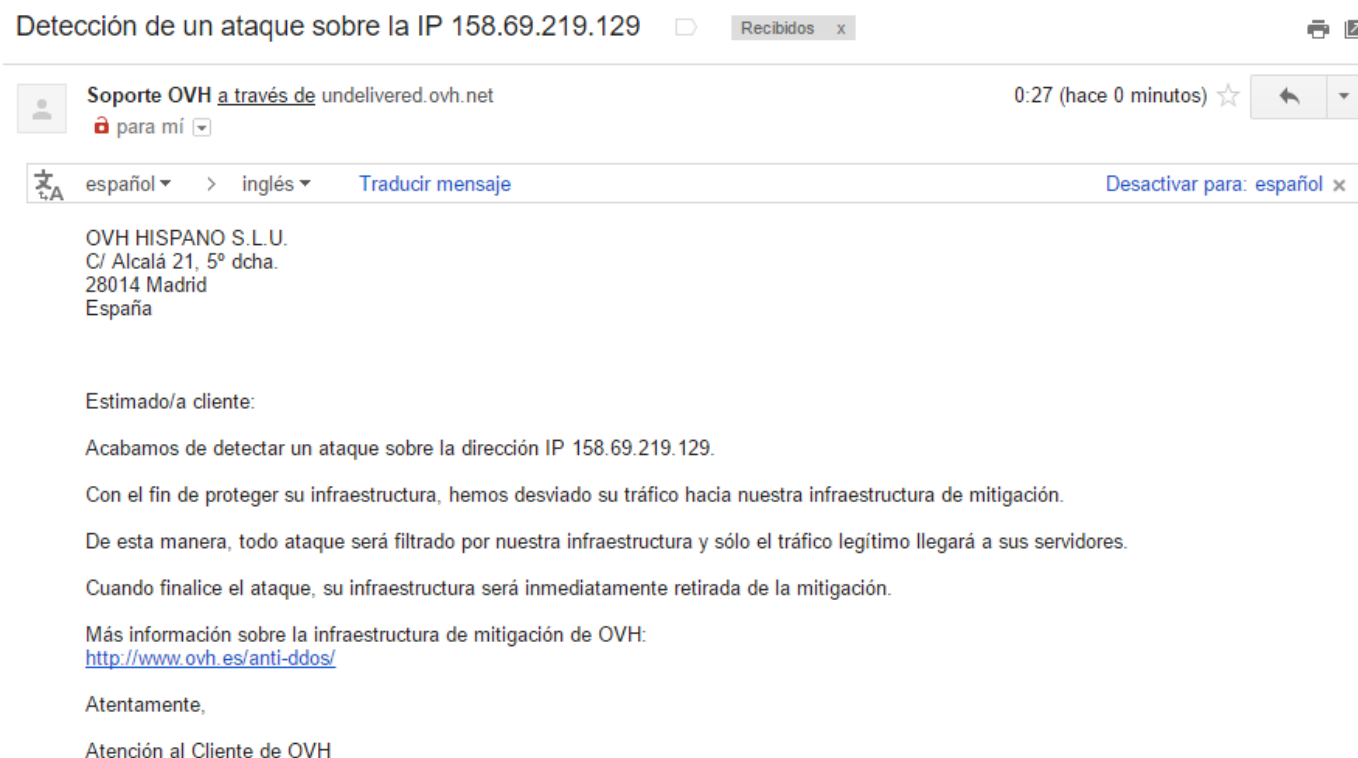 Detección de un ataque sobre la IP 158.69.219.129
Recibidos x
Soporte OVH a través de undelivered.ovh.net
0:27 (hace 0 minutos)
para mí
español > inglés Traducir mensaje Desactivar para: español x
OVH HISPANO S.L.U.
C/ Alcalá 21, 5º dcha.
28014 Madrid
España
Estimado/a cliente:
Acabamos de detectar un ataque sobre la dirección IP 158.69.219.129.
Con el fin de proteger su infraestructura, hemos desviado su tráfico hacia nuestra infraestructura de mitigación.
De esta manera, todo ataque será filtrado por nuestra infraestructura y sólo el tráfico legítimo llegará a sus servidores.
Cuando finalice el ataque, su infraestructura será inmediatamente retirada de la mitigación.
Más información sobre la infraestructura de mitigación de OVH:
http://www.ovh.es/anti-ddos/
Atentamente,
Atención al Cliente de OVH